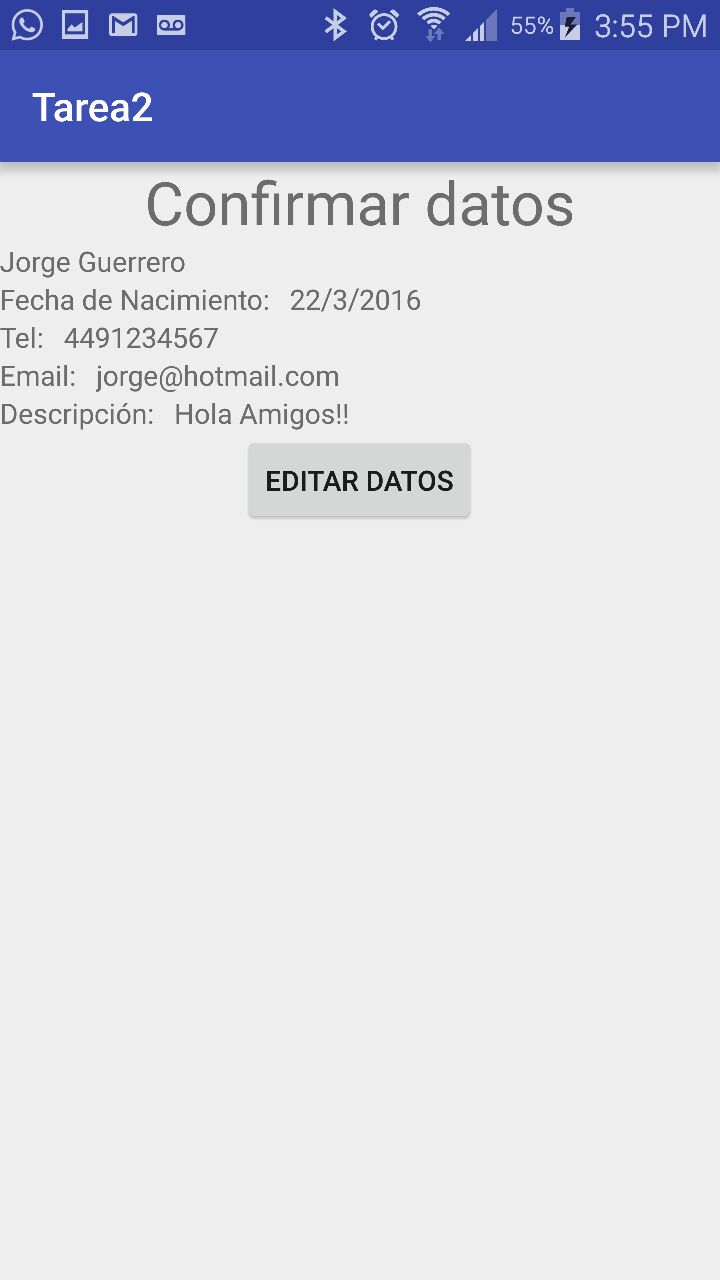 55% 3:55 PM
Tarea2
Confirmar datos
Jorge Guerrero
Fecha de Nacimiento: 22/3/2016
Tel: 4491234567
Email: jorge@hotmail.com
Descripción: Hola Amigos!!
EDITAR DATOS